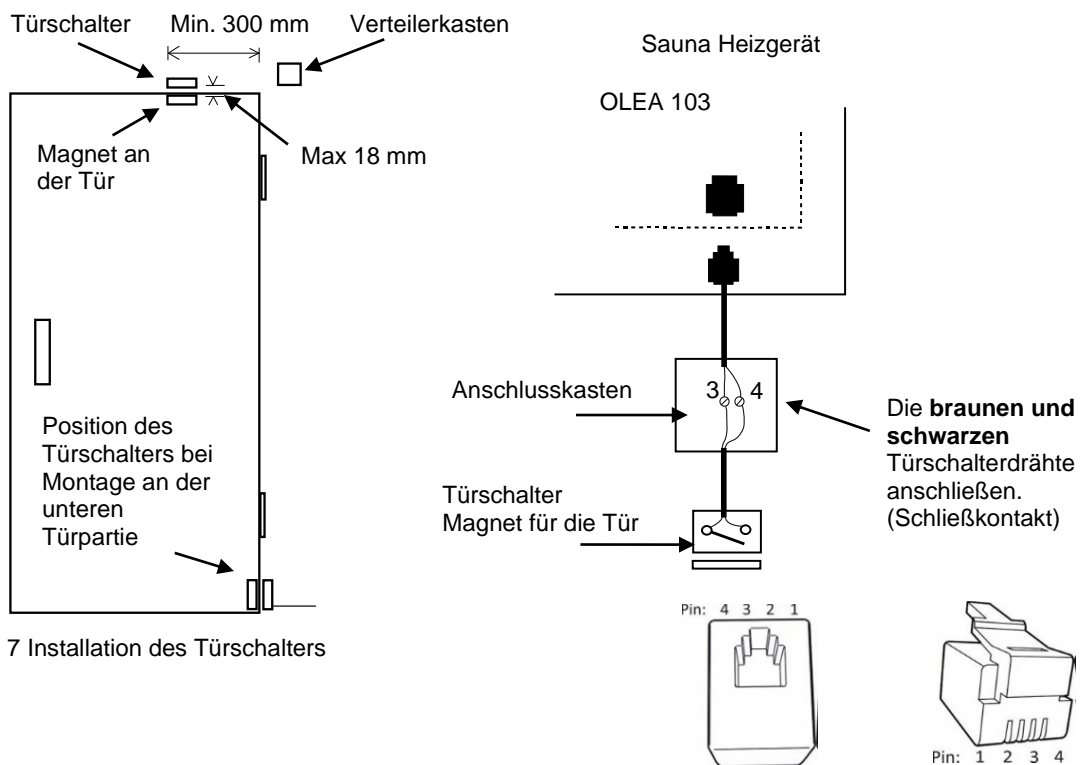 Türschalter
Min. 300 mm
Verteilerkasten
Magnet an
der Tür
Max 18 mm
Position des
Türschalters bei
Montage an der
unteren
Türpartie
7 Installation des Türschalters
Sauna Heizgerät
OLEA 103
Anschlusskasten
3
4
Die braunen und
schwarzen
Türschalterdrähte
anschließen.
(Schließkontakt)
Türschalter
Magnet für die Tür
Pin: 4 3 2 1
Pin: 1 2 3 4